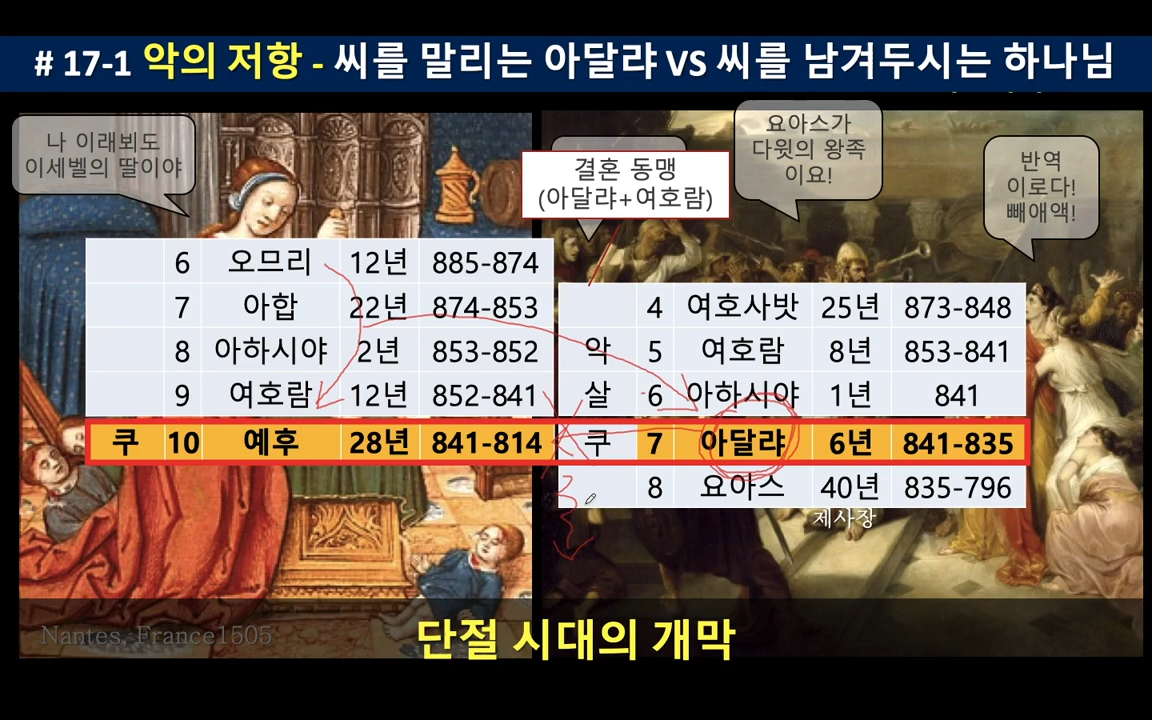 # 17-1 악의 저항 - 씨를 말리는 아달랴 VS 씨를 남겨두시는 하나님
나 이래뵈도
이세벨의 딸이야
결혼 동맹
(아달랴+여호람)
요아스가
다윗의 왕족
이요!
반역
이로다!
빼애액!
6 오므리 12년 885-874
7 아합 22년 874-853
8 아하시야 2년 853-852
9 여호람 12년 852-841
쿠 10 예후 28년 841-814
4 여호사밧 25년 873-848
악 5 여호람 8년 853-841
살 6 아하시야 1년 841
쿠 7 아달랴 6년 841-835
8 요아스 40년 835-796
제사장
Nantes, France1505
단절 시대의 개막